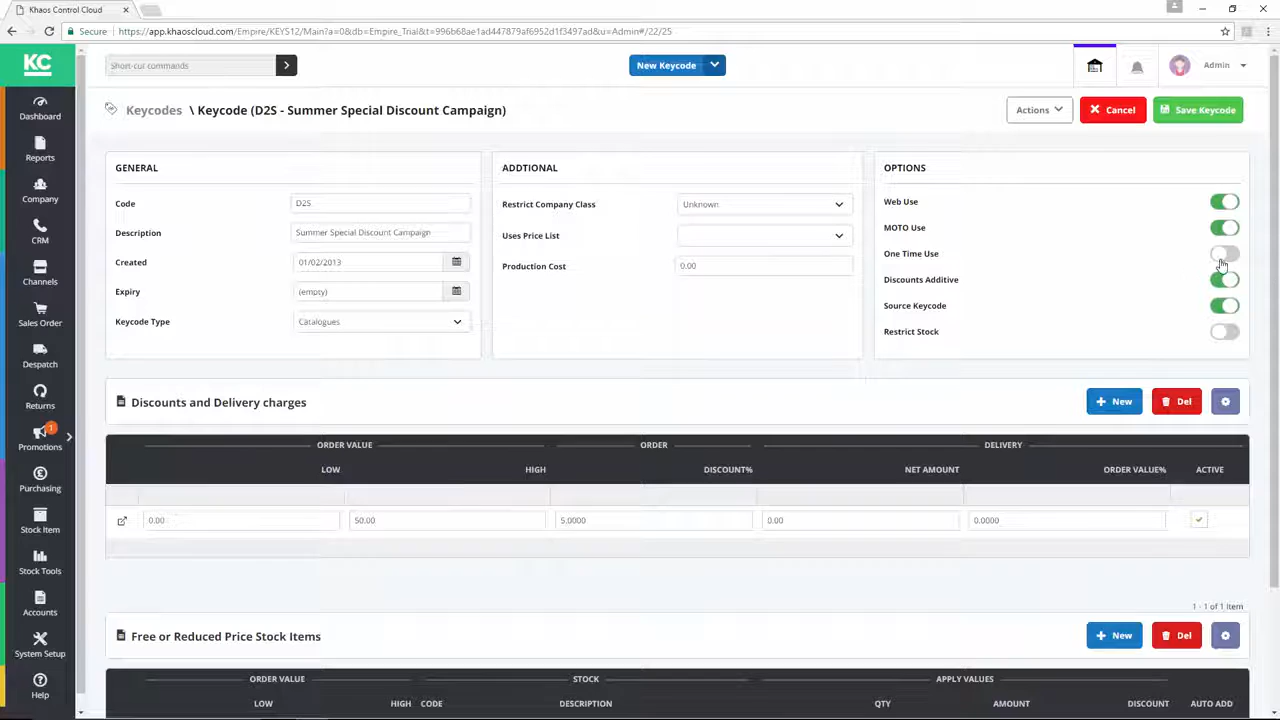 Khaos Control Cloud
Secure
https://app.khaoscloud.com/Empire/KEYS12/Main?a=0&db=Empire_Trial&t=996b68ae1ad447879af6952d1f3497ad&u=Admin#/22/25
KC
Short-cut commands
New Keycode
Admin
Keycodes \ Keycode (D2S - Summer Special Discount Campaign)
Actions
Cancel
Save Keycode
Dashboard
Reports
Company
CRM
Channels
Sales Order
Despatch
Returns
1
Promotions
Purchasing
Stock Item
Stock Tools
Accounts
System Setup
Help
GENERAL
Code D2S
Description Summer Special Discount Campaign
Created 01/02/2013
Expiry (empty)
Keycode Type Catalogues
ADDTIONAL
Restrict Company Class Unknown
Uses Price List
Production Cost 0.00
OPTIONS
Web Use
MOTO Use
One Time Use
Discounts Additive
Source Keycode
Restrict Stock
Discounts and Delivery charges
New
Del
ORDER VALUE ORDER DELIVERY
LOW HIGH DISCOUNT% NET AMOUNT ORDER VALUE% ACTIVE
0.00 50.00 5.0000 0.00 0.0000
1 - 1 of 1 Item
Free or Reduced Price Stock Items
New
Del
ORDER VALUE STOCK APPLY VALUES
LOW HIGH CODE DESCRIPTION QTY AMOUNT DISCOUNT AUTO ADD